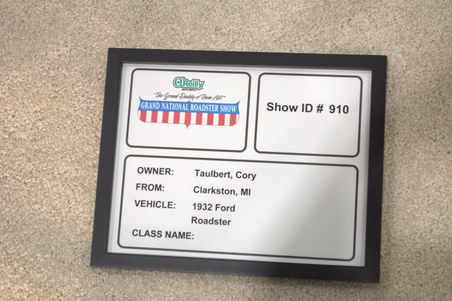 O'Reilly
"The Grand Daddy of Them All!"
GRAND NATIONAL ROADSTER SHOW
Show ID # 910
OWNER: Taulbert, Cory
FROM: Clarkston, MI
VEHICLE: 1932 Ford
Roadster
CLASS NAME: